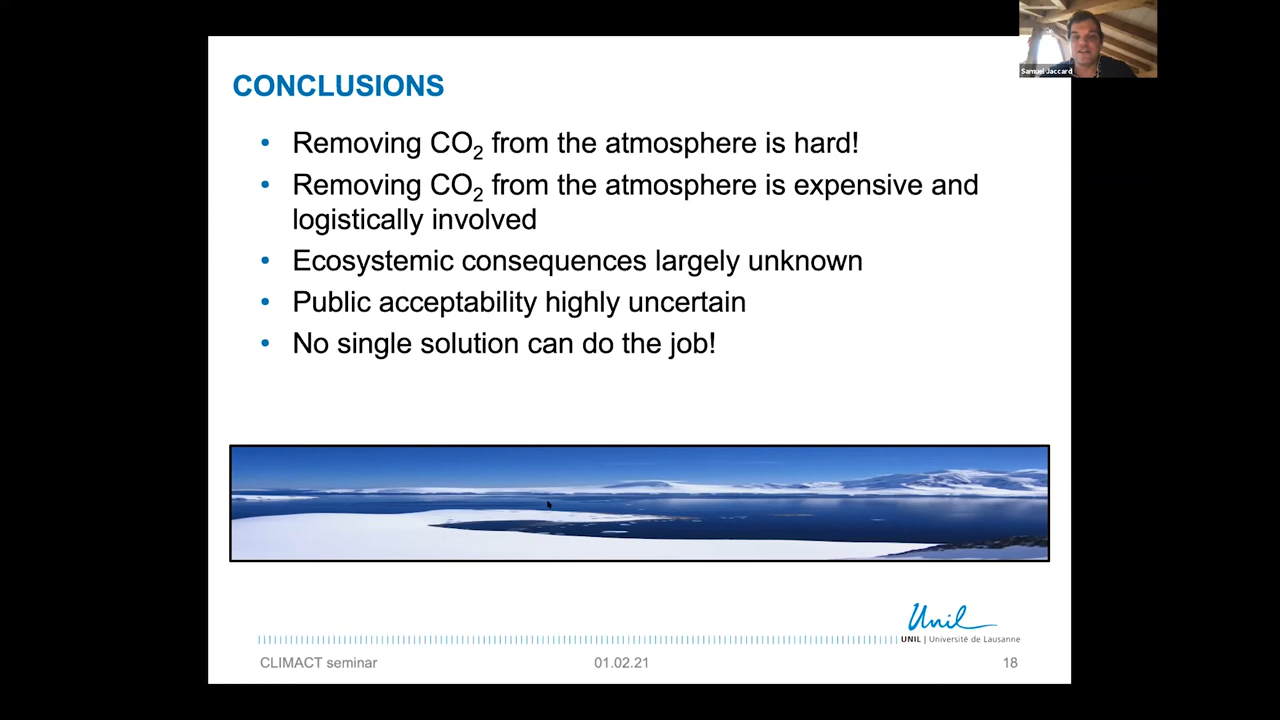 Samuel Jaccard
CONCLUSIONS
• Removing CO₂ from the atmosphere is hard!
• Removing CO₂ from the atmosphere is expensive and
logistically involved
• Ecosystemic consequences largely unknown
• Public acceptability highly uncertain
• No single solution can do the job!
Unil
UNIL | Université de Lausanne
CLIMACT seminar 01.02.21 18